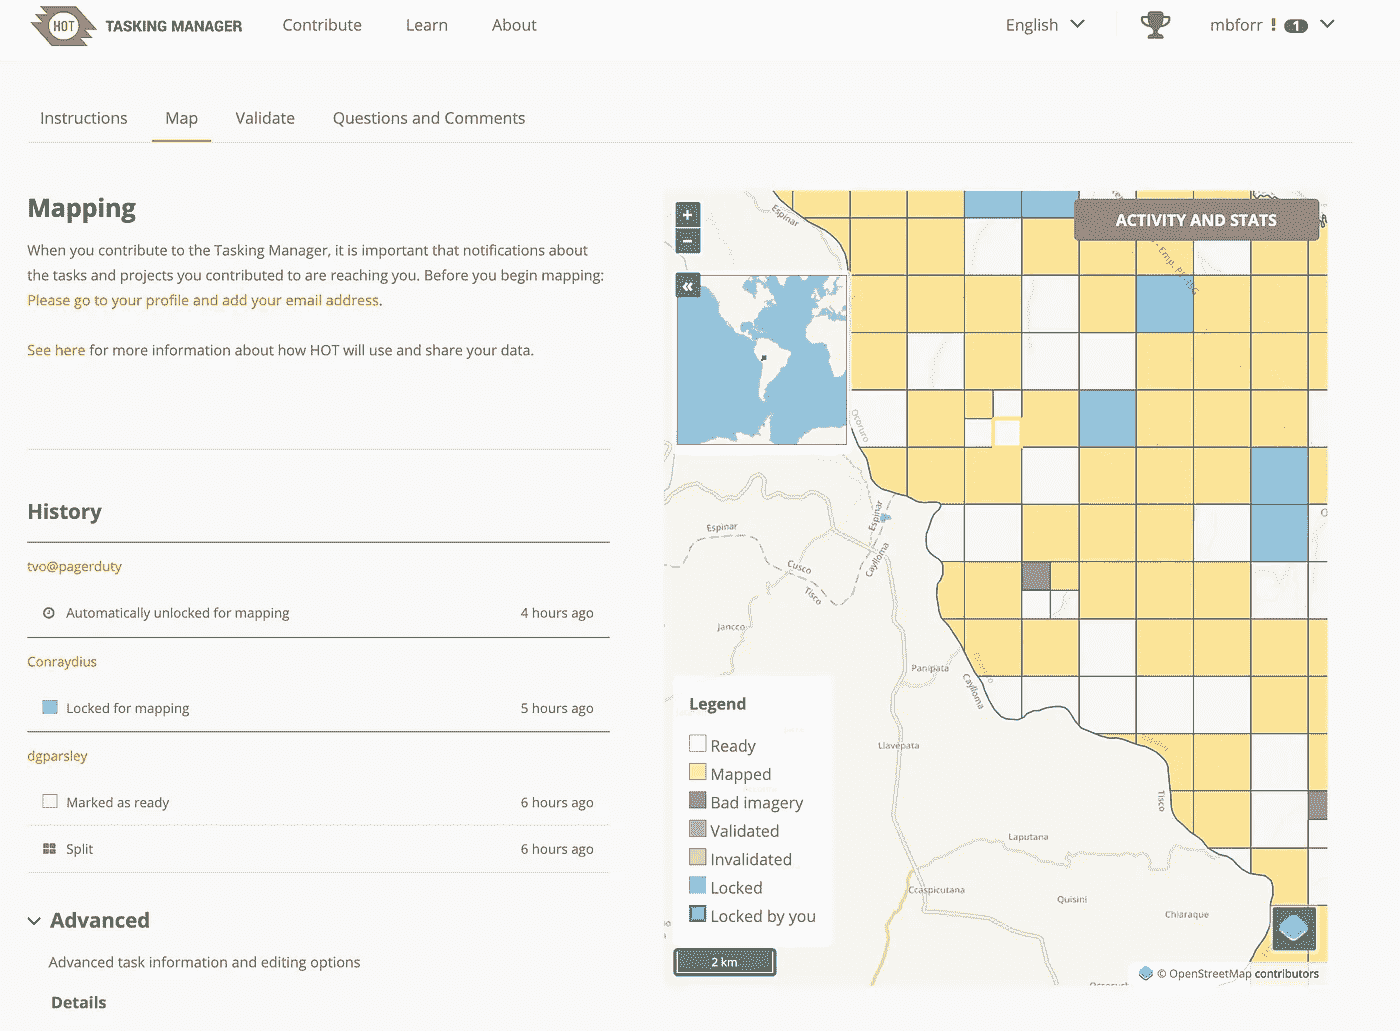 HOT TASKING MANAGER Contribute Learn About English mbforr ! 1
Instructions Map Validate Questions and Comments
Mapping
When you contribute to the Tasking Manager, it is important that notifications about
the tasks and projects you contributed to are reaching you. Before you begin mapping:
Please go to your profile and add your email address.
See here for more information about how HOT will use and share your data.
History
tvo@pagerduty
Automatically unlocked for mapping 4 hours ago
Conraydius
Locked for mapping 5 hours ago
dgparsley
Marked as ready 6 hours ago
Split 6 hours ago
Advanced
Advanced task information and editing options
Details
+
−
«
ACTIVITY AND STATS
Espinar
Ocoruro
Espinar
Espinar
Caylloma
Cusco
Tisco
Jancco
Panipata
Caylloma
Llavepata
Tisco
Laputana
Ccaspicutana
Quisini
Chiaraque
Legend
Ready
Mapped
Bad imagery
Validated
Invalidated
Locked
Locked by you
2 km
© OpenStreetMap contributors